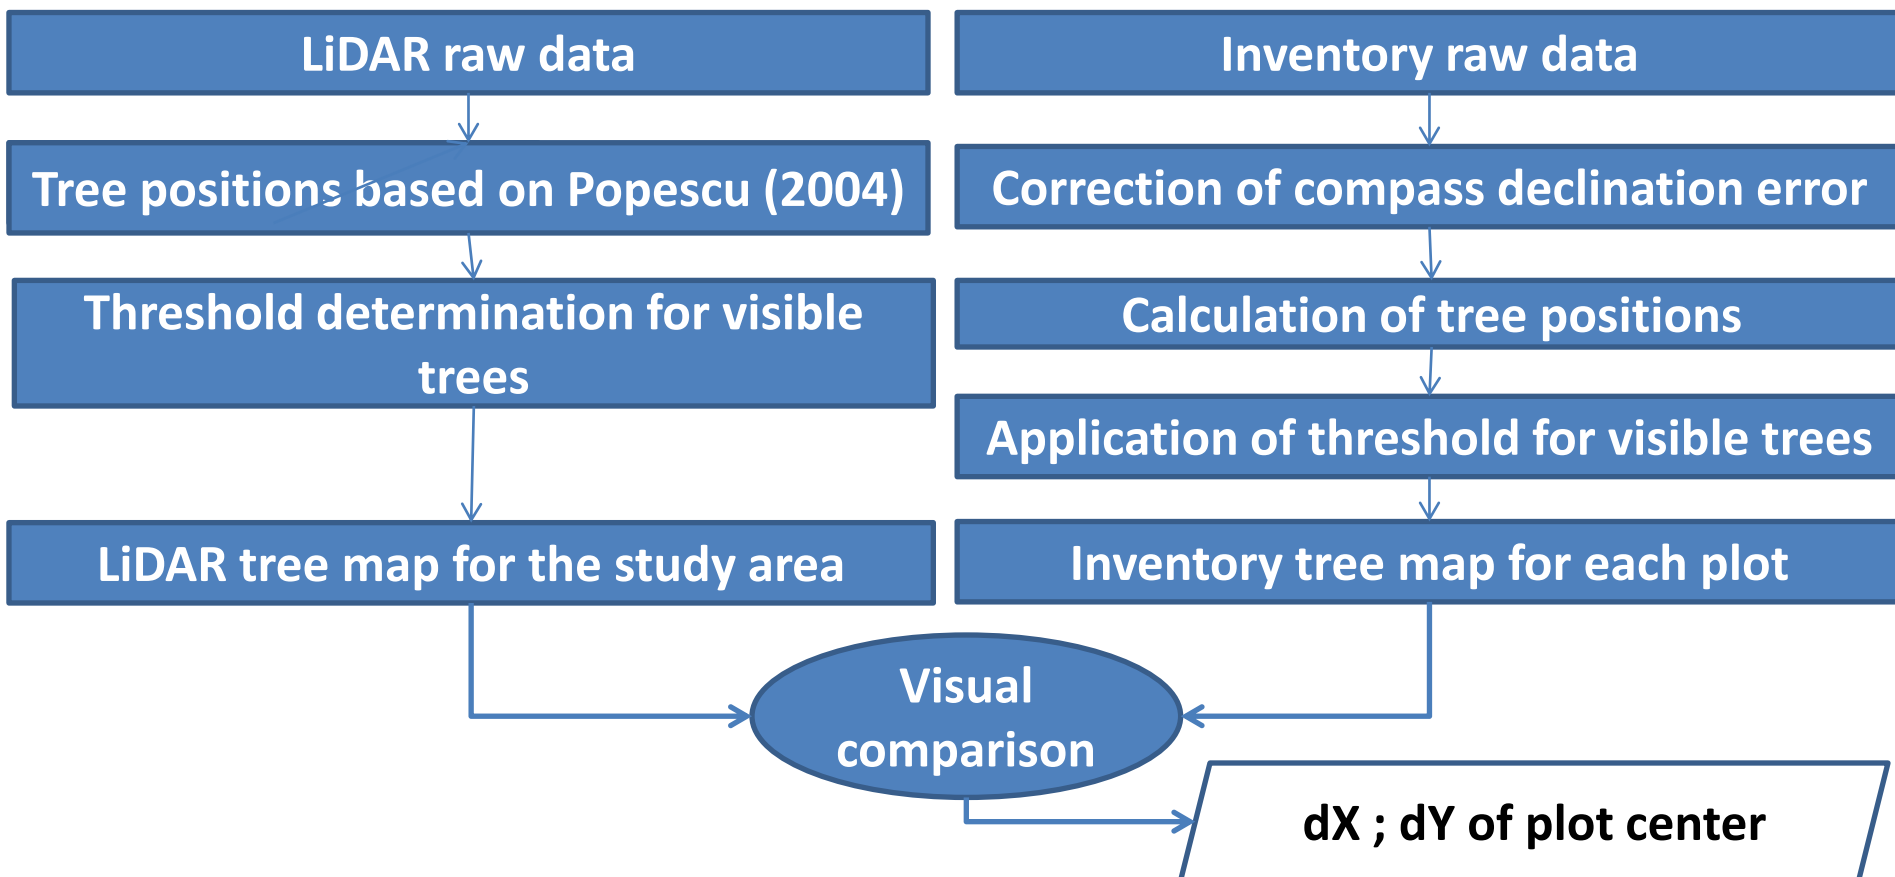 LiDAR raw data
Tree positions based on Popescu (2004)
Threshold determination for visible
trees
LiDAR tree map for the study area
Inventory raw data
Correction of compass declination error
Calculation of tree positions
Application of threshold for visible trees
Inventory tree map for each plot
Visual
comparison
dX ; dY of plot center